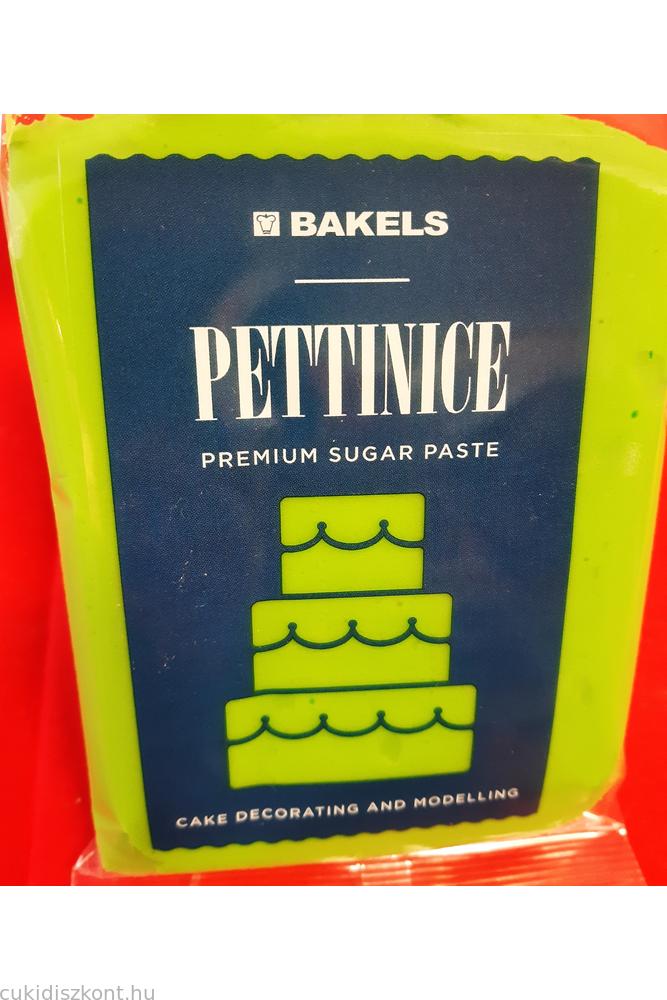 BAKELS
PETTINICE
PREMIUM SUGAR PASTE
CAKE DECORATING AND MODELLING
cukidiszkont.hu